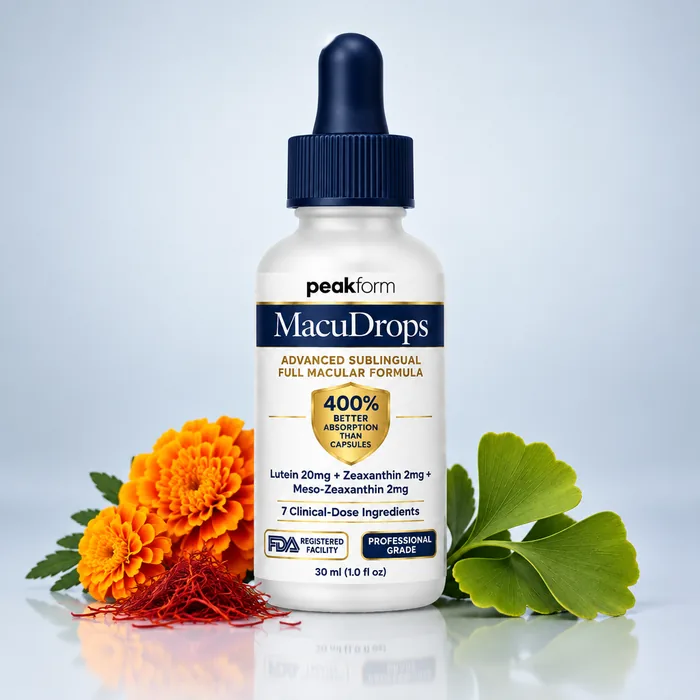 peakform
MacuDrops
ADVANCED SUBLINGUAL
FULL MACULAR FORMULA
400%
BETTER
ABSORPTION
THAN
CAPSULES
Lutein 20mg + Zeaxanthin 2mg +
Meso-Zeaxanthin 2mg
7 Clinical-Dose Ingredients
FDA REGISTERED
FACILITY
PROFESSIONAL
GRADE
30 ml (1.0 fl oz)